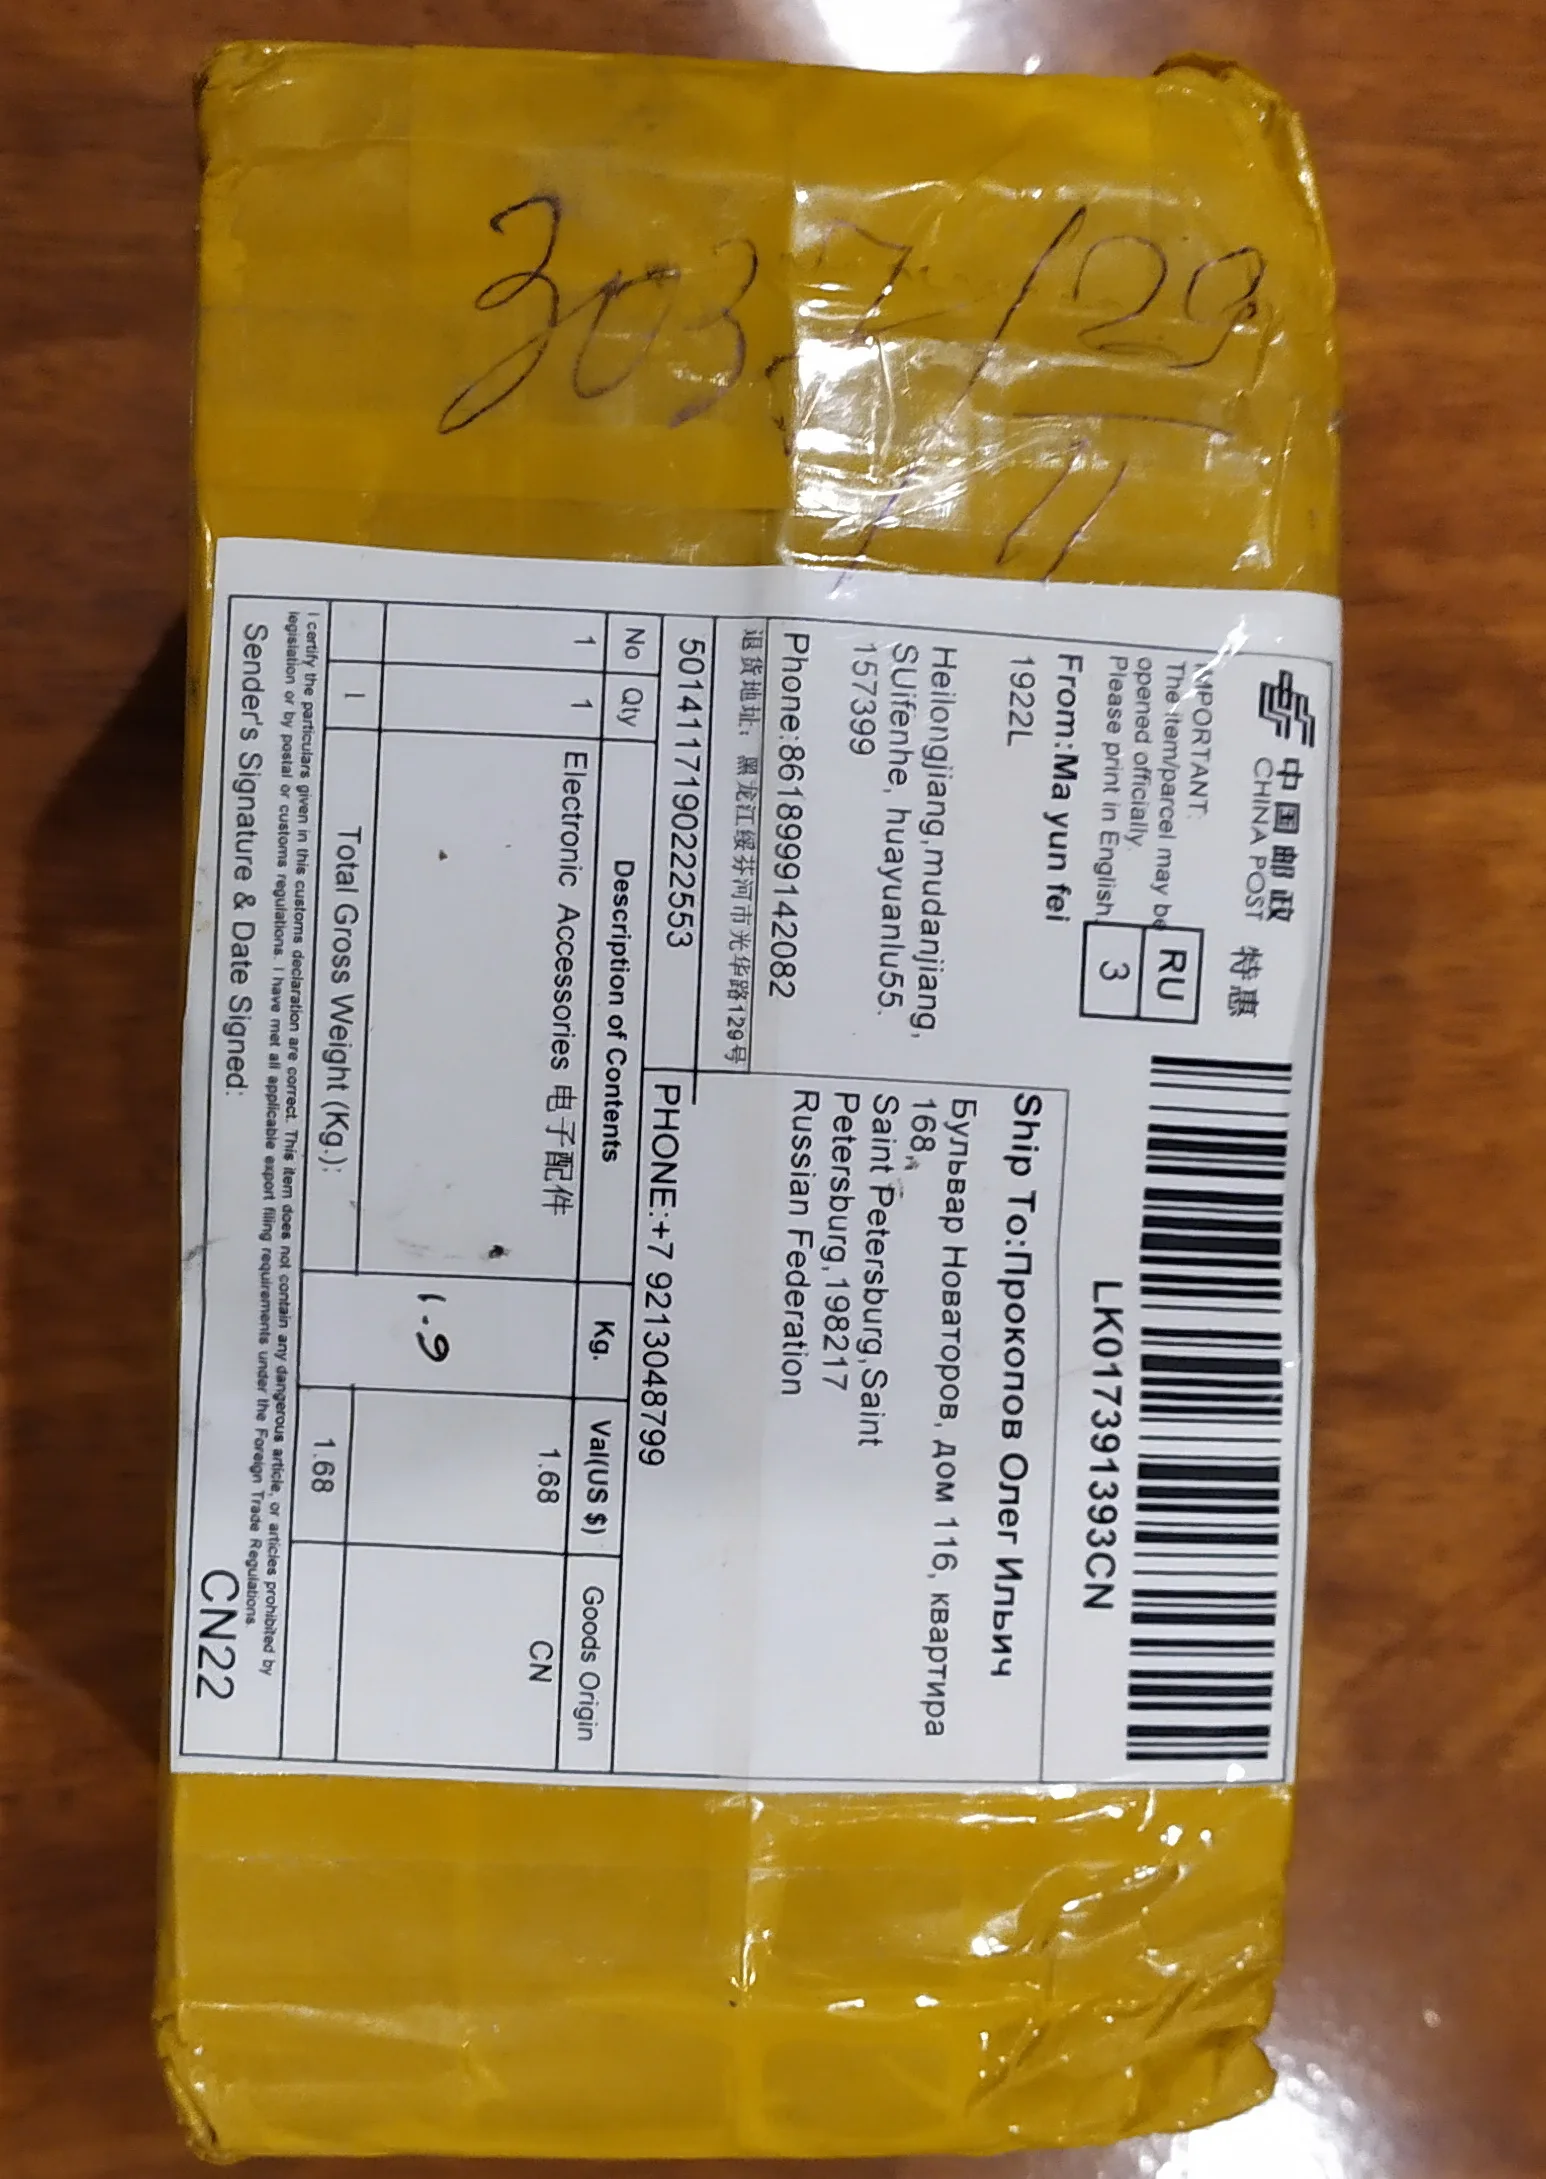 中国邮政 特惠
CHINA POST
IMPORTANT:
The item/parcel may be
opened officially.
Please print in English
RU
3
LK017391393CN
From:Ma yun fei
1922L
Heilongjiang,mudanjiang,
SUifenhe, huayuanlu55.
157399
Phone:8618999142082
退货地址: 黑龙江绥芬河市光华路129号
Ship To:Прокопов Олег Ильич
Бульвар Новаторов, дом 116, квартира
168,
Saint Petersburg,Saint
Petersburg,198217
Russian Federation
501411719022553 PHONE:+7 9213048799
No Qty Description of Contents Kg. Val(US $) Goods Origin
1 1 Electronic Accessories 电子配件 1.68 CN
1.9
1 Total Gross Weight (Kg.): 1.68
I certify the particulars given in this customs declaration are correct. This item does not contain any dangerous article, or articles prohibited by
legislation or by postal or customs regulations. I have met all applicable export filing requirements under the Foreign Trade Regulations.
Sender's Signature & Date Signed:
CN22